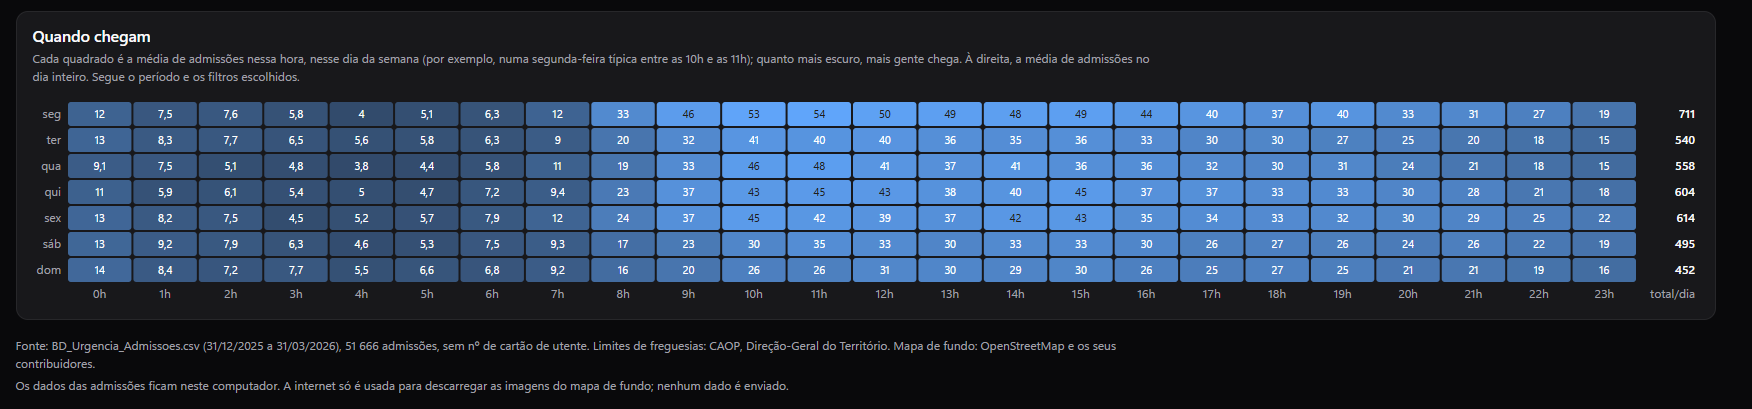 Quando chegam
Cada quadrado é a média de admissões nessa hora, nesse dia da semana (por exemplo, numa segunda-feira típica entre as 10h e as 11h); quanto mais escuro, mais gente chega. À direita, a média de admissões no
dia inteiro. Segue o período e os filtros escolhidos.
seg 12 7,5 7,6 5,8 4 5,1 6,3 12 33 46 53 54 50 49 48 49 44 40 37 40 33 31 27 19 711
ter 13 8,3 7,7 6,5 5,6 5,8 6,3 9 20 32 41 40 40 36 35 36 33 30 30 27 25 20 18 15 540
qua 9,1 7,5 5,1 4,8 3,8 4,4 5,8 11 19 33 46 48 41 37 41 36 36 32 30 31 24 21 18 15 558
qui 11 5,9 6,1 5,4 5 4,7 7,2 9,4 23 37 43 45 43 38 40 45 37 37 33 33 30 28 21 18 604
sex 13 8,2 7,5 4,5 5,2 5,7 7,9 12 24 37 45 42 39 37 42 43 35 34 33 32 30 29 25 22 614
sáb 13 9,2 7,9 6,3 4,6 5,3 7,5 9,3 17 23 30 35 33 30 33 33 30 26 27 26 24 26 22 19 495
dom 14 8,4 7,2 7,7 5,5 6,6 6,8 9,2 16 20 26 26 31 30 29 30 26 25 27 25 21 21 19 16 452
0h 1h 2h 3h 4h 5h 6h 7h 8h 9h 10h 11h 12h 13h 14h 15h 16h 17h 18h 19h 20h 21h 22h 23h total/dia
Fonte: BD_Urgencia_Admissoes.csv (31/12/2025 a 31/03/2026), 51 666 admissões, sem nº de cartão de utente. Limites de freguesias: CAOP, Direção-Geral do Território. Mapa de fundo: OpenStreetMap e os seus
contribuidores.
Os dados das admissões ficam neste computador. A internet só é usada para descarregar as imagens do mapa de fundo; nenhum dado é enviado.